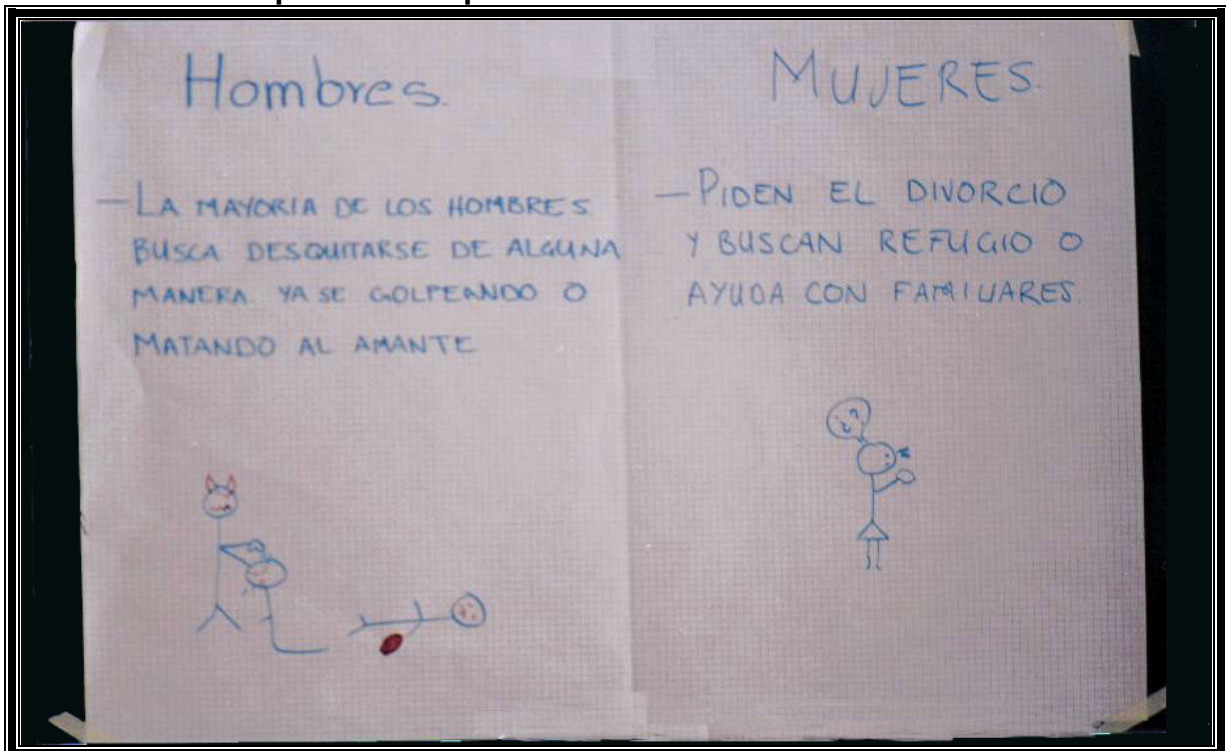 Hombres.
- LA MAYORIA DE LOS HOMBRES
BUSCA DESQUITARSE DE ALGUNA
MANERA YA SE GOLPEANDO O
MATANDO AL AMANTE
MUJERES.
- PIDEN EL DIVORCIO
Y BUSCAN REFUGIO O
AYUDA CON FAMILIARES.